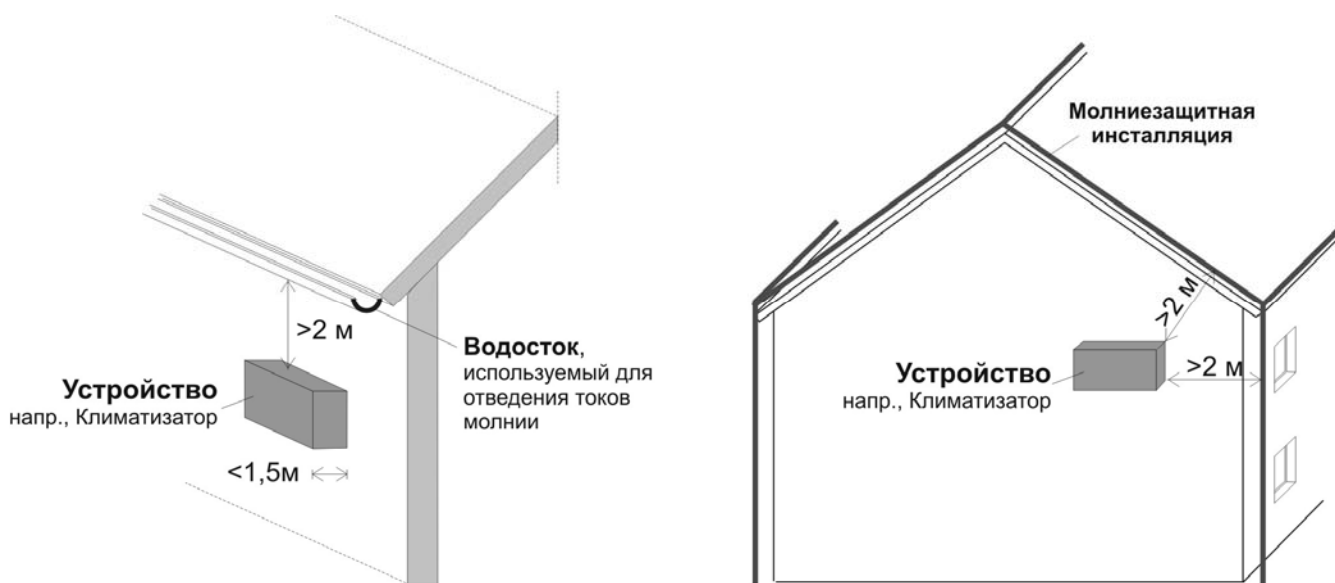 >2 м
Устройство
напр., Климатизатор
<1,5м
Водосток,
используемый для
отведения токов
молнии
Молниезащитная
инсталляция
>2 м
Устройство
напр., Климатизатор
>2 м